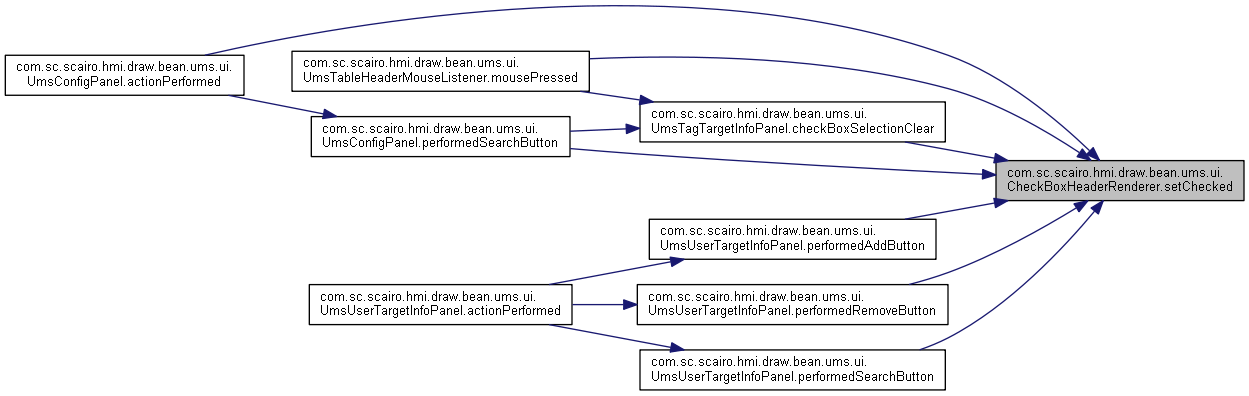 com.sc.scairo.hmi.draw.bean.ums.ui.
UmsConfigPanel.actionPerformed
com.sc.scairo.hmi.draw.bean.ums.ui.
UmsTableHeaderMouseListener.mousePressed
com.sc.scairo.hmi.draw.bean.ums.ui.
UmsTagTargetInfoPanel.checkBoxSelectionClear
com.sc.scairo.hmi.draw.bean.ums.ui.
UmsConfigPanel.performedSearchButton
com.sc.scairo.hmi.draw.bean.ums.ui.
CheckBoxHeaderRenderer.setChecked
com.sc.scairo.hmi.draw.bean.ums.ui.
UmsUserTargetInfoPanel.performedAddButton
com.sc.scairo.hmi.draw.bean.ums.ui.
UmsUserTargetInfoPanel.actionPerformed
com.sc.scairo.hmi.draw.bean.ums.ui.
UmsUserTargetInfoPanel.performedRemoveButton
com.sc.scairo.hmi.draw.bean.ums.ui.
UmsUserTargetInfoPanel.performedSearchButton